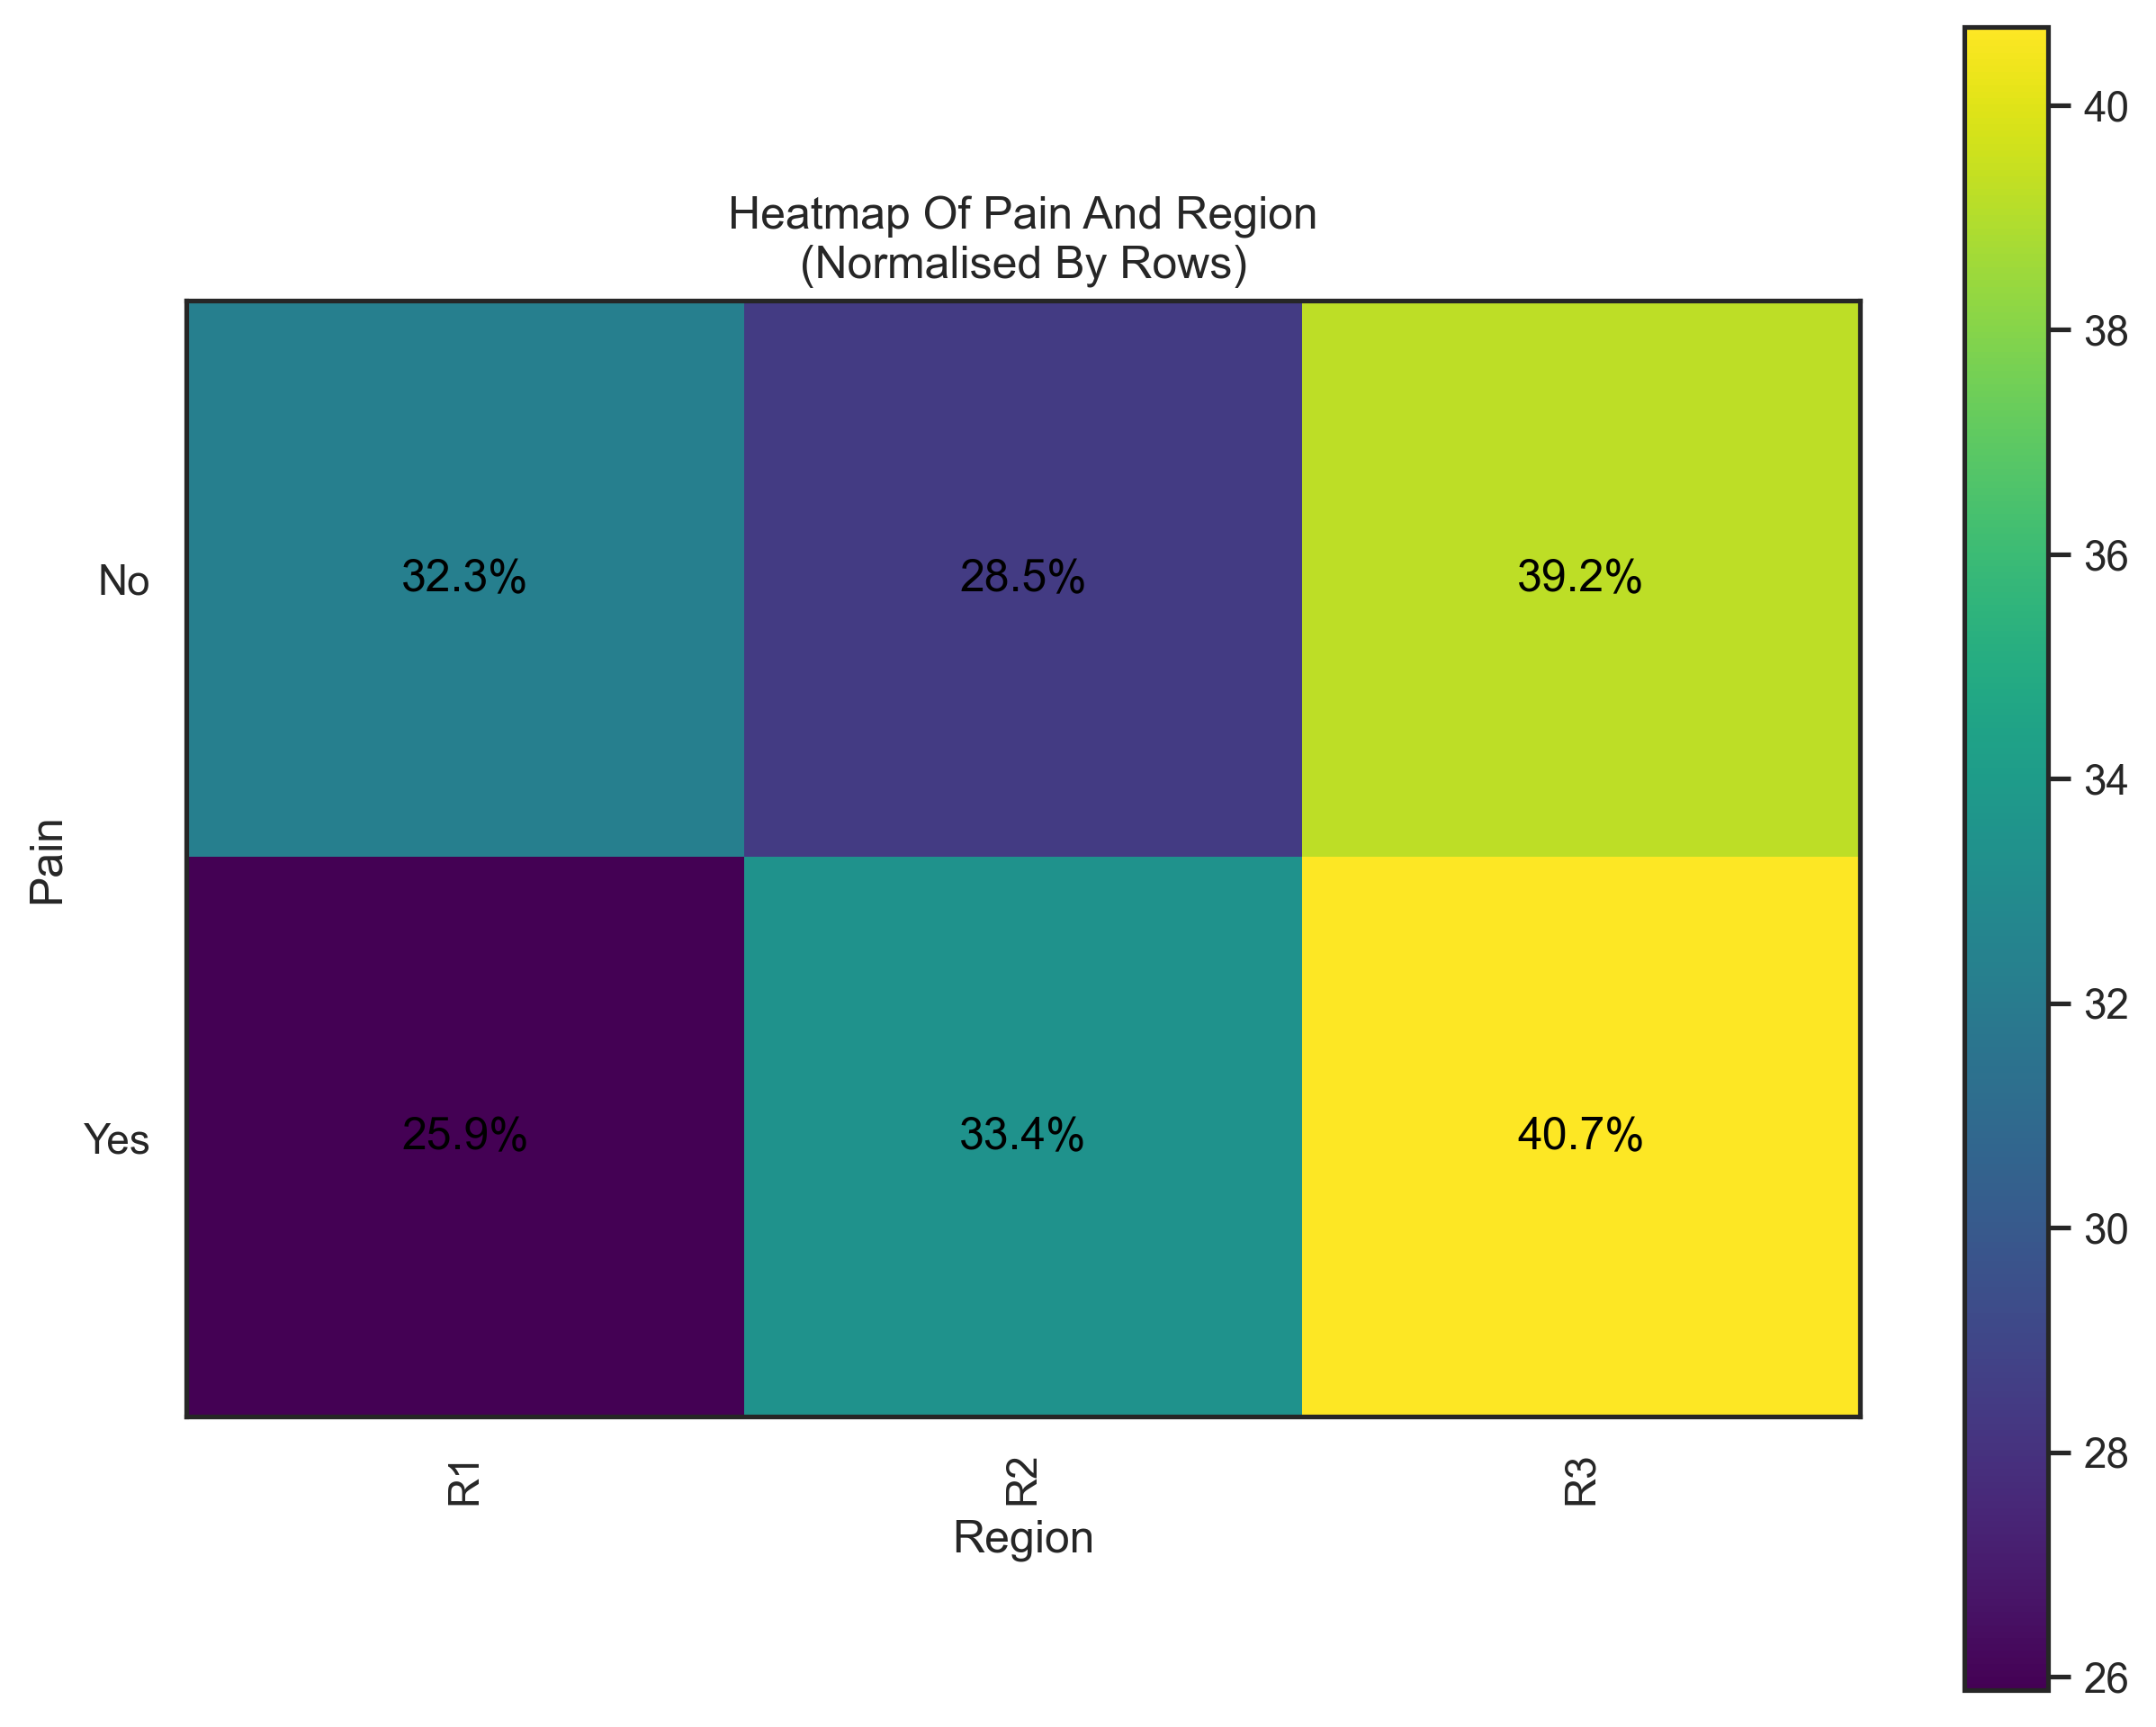 Heatmap Of Pain And Region
(Normalised By Rows)
Pain
No
32.3%
28.5%
39.2%
Yes
25.9%
33.4%
40.7%
R1
R2
R3
Region
40
38
36
34
32
30
28
26